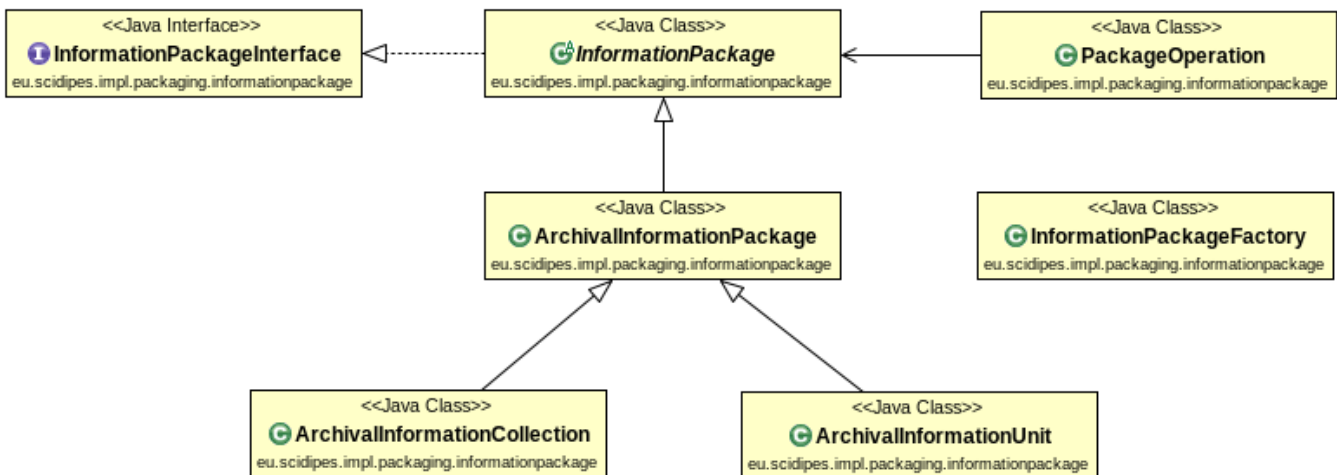 <<Java Interface>>
InformationPackageInterface
eu.scidipes.impl.packaging.informationpackage
<<Java Class>>
InformationPackage
eu.scidipes.impl.packaging.informationpackage
<<Java Class>>
PackageOperation
eu.scidipes.impl.packaging.informationpackage
<<Java Class>>
ArchivalInformationPackage
eu.scidipes.impl.packaging.informationpackage
<<Java Class>>
InformationPackageFactory
eu.scidipes.impl.packaging.informationpackage
<<Java Class>>
ArchivalInformationCollection
eu.scidipes.impl.packaging.informationpackage
<<Java Class>>
ArchivalInformationUnit
eu.scidipes.impl.packaging.informationpackage